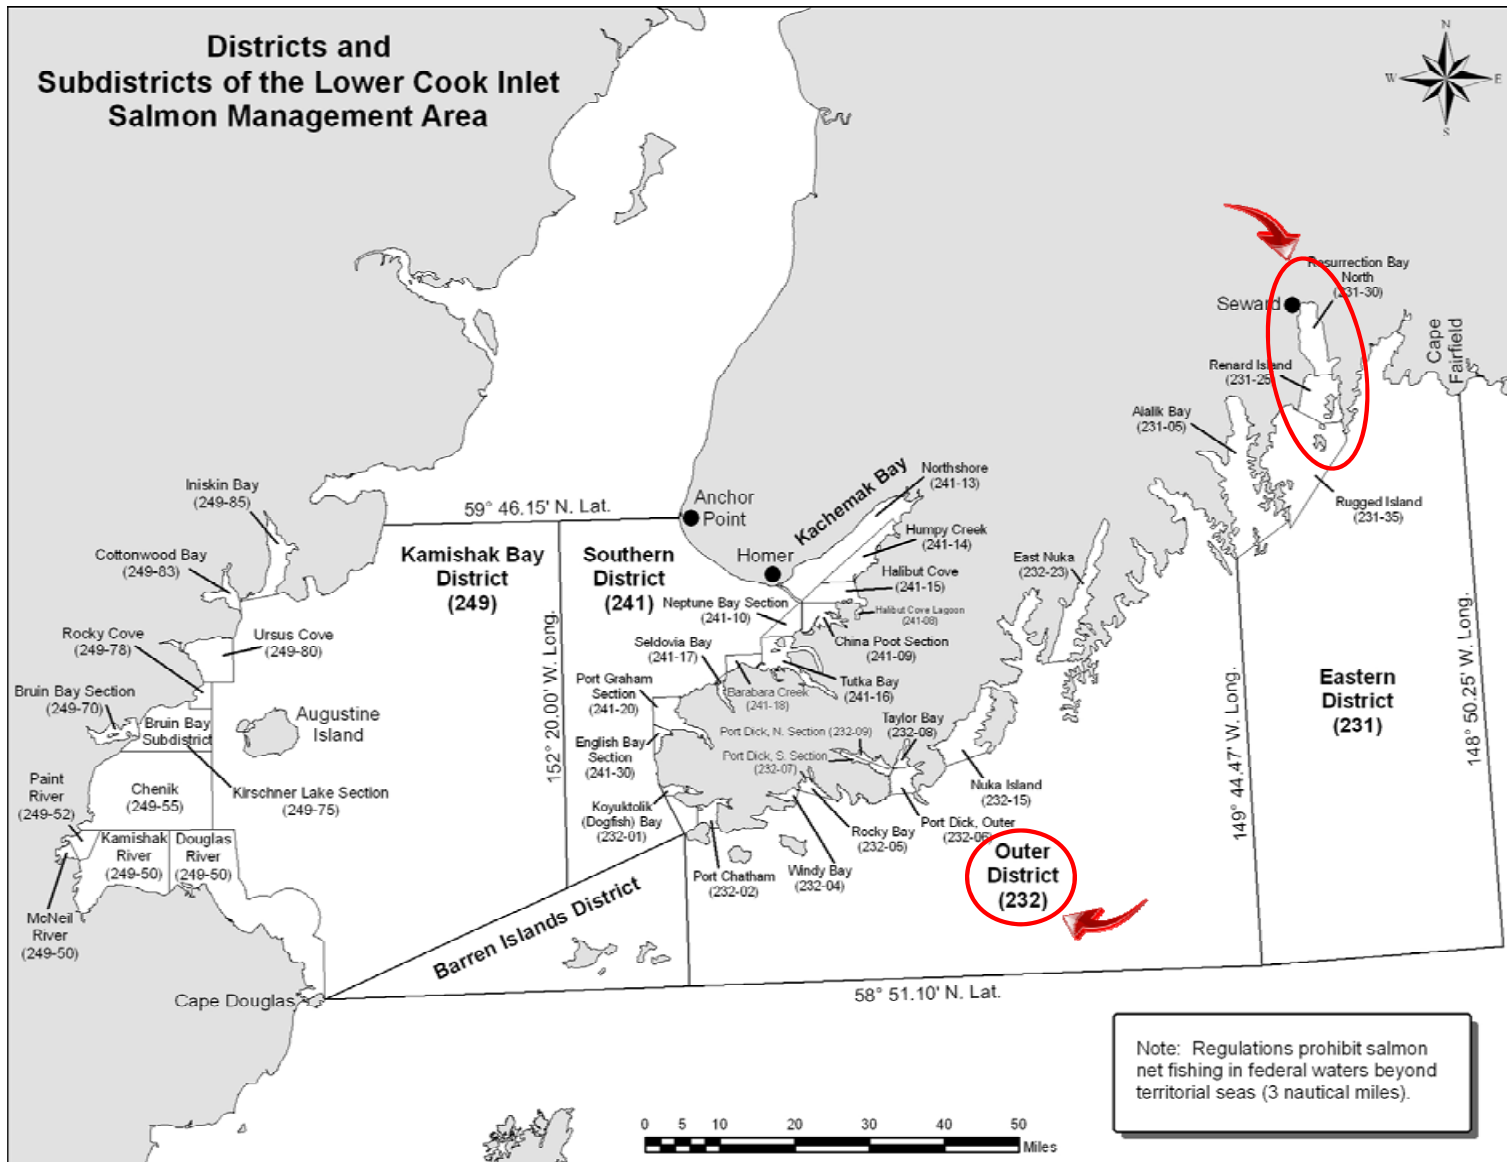 Districts and
Subdistricts of the Lower Cook Inlet
Salmon Management Area
N
W
E
S
Resurrection Bay
North
(231-30)
Seward
Cape
Fairfield
Renard Island
(231-25)
Aialik Bay
(231-05)
Rugged Island
(231-35)
Northshore
(241-13)
Kachemak Bay
Iniskin Bay
(249-85)
59° 46.15' N. Lat.
Anchor
Point
Humpy Creek
(241-14)
Cottonwood Bay
(249-83)
Kamishak Bay
District
(249)
Southern
District
(241)
Homer
Halibut Cove
(241-15)
East Nuka
(232-23)
Neptune Bay Section
(241-10)
Halibut Cove Lagoon
(241-08)
China Poot Section
(241-09)
Rocky Cove
(249-78)
Ursus Cove
(249-80)
Seldovia Bay
(241-17)
Tutka Bay
(241-16)
Barabara Creek
(241-18)
Port Graham
Section
(241-20)
Bruin Bay Section
(249-70)
Bruin Bay
Subdistrict
Augustine
Island
152° 20.00' W. Long.
English Bay
Section
(241-30)
Port Dick, N. Section (232-09)
Taylor Bay
(232-08)
Port Dick, S. Section
(232-07)
Eastern
District
(231)
149° 44.47' W. Long.
148° 50.25' W. Long.
Paint
River
(249-52)
Chenik
(249-55)
Kirschner Lake Section
(249-75)
Nuka Island
(232-15)
Koyuktolik
(Dogfish) Bay
(232-01)
Port Dick, Outer
(232-06)
Rocky Bay
(232-05)
Kamishak
River
(249-50)
Douglas
River
(249-50)
Outer
District
(232)
Port Chatham
(232-02)
Windy Bay
(232-04)
McNeil
River
(249-50)
Barren Islands District
Cape Douglas
58° 51.10' N. Lat.
Note: Regulations prohibit salmon
net fishing in federal waters beyond
territorial seas (3 nautical miles).
0 5 10 20 30 40 50
Miles